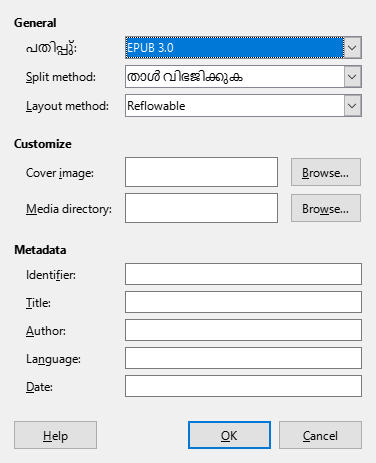 General
പതിപ്പു്: EPUB 3.0
Split method: താൾ വിഭജിക്കുക
Layout method: Reflowable
Customize
Cover image: Browse...
Media directory: Browse...
Metadata
Identifier:
Title:
Author:
Language:
Date:
Help OK Cancel